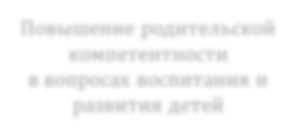 Повышение родительской
компетентности
в вопросах воспитания и
развития детей